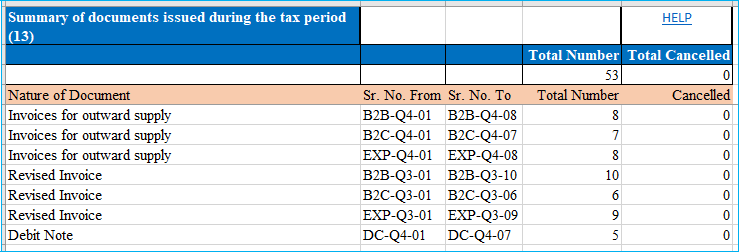 Summary of documents issued during the tax period
(13)
HELP
Total Number Total Cancelled
53 0
Nature of Document Sr. No. From Sr. No. To Total Number Cancelled
Invoices for outward supply B2B-Q4-01 B2B-Q4-08 8 0
Invoices for outward supply B2C-Q4-01 B2C-Q4-07 7 0
Invoices for outward supply EXP-Q4-01 EXP-Q4-08 8 0
Revised Invoice B2B-Q3-01 B2B-Q3-10 10 0
Revised Invoice B2C-Q3-01 B2C-Q3-06 6 0
Revised Invoice EXP-Q3-01 EXP-Q3-09 9 0
Debit Note DC-Q4-01 DC-Q4-07 5 0